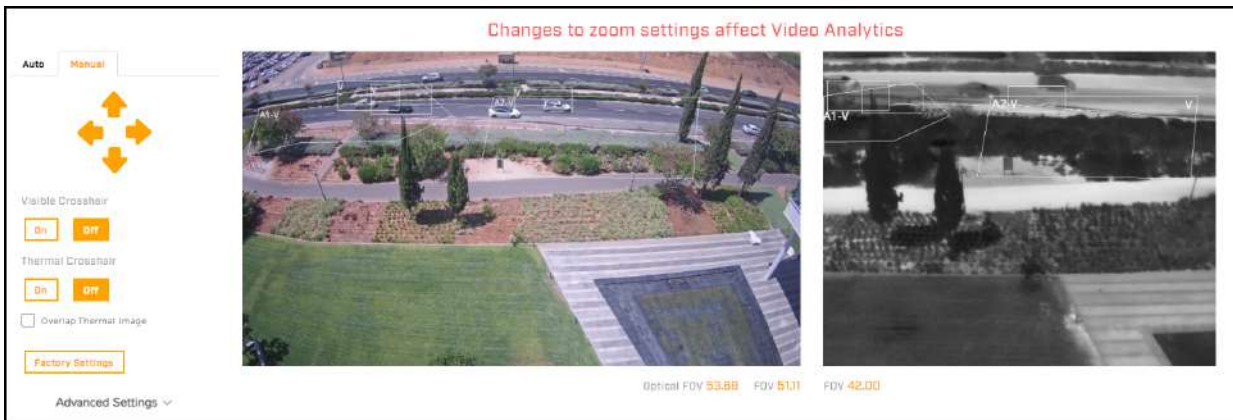 Changes to zoom settings affect Video Analytics
Auto Manual
Visible Crosshair
On Off
Thermal Crosshair
On Off
Overlap Thermal Image
Factory Settings
Advanced Settings
A1-V
V
A2-V
V
A1-V
A2-V
V
Optical FOV 53.68 FOV 51.11 FOV 42.00